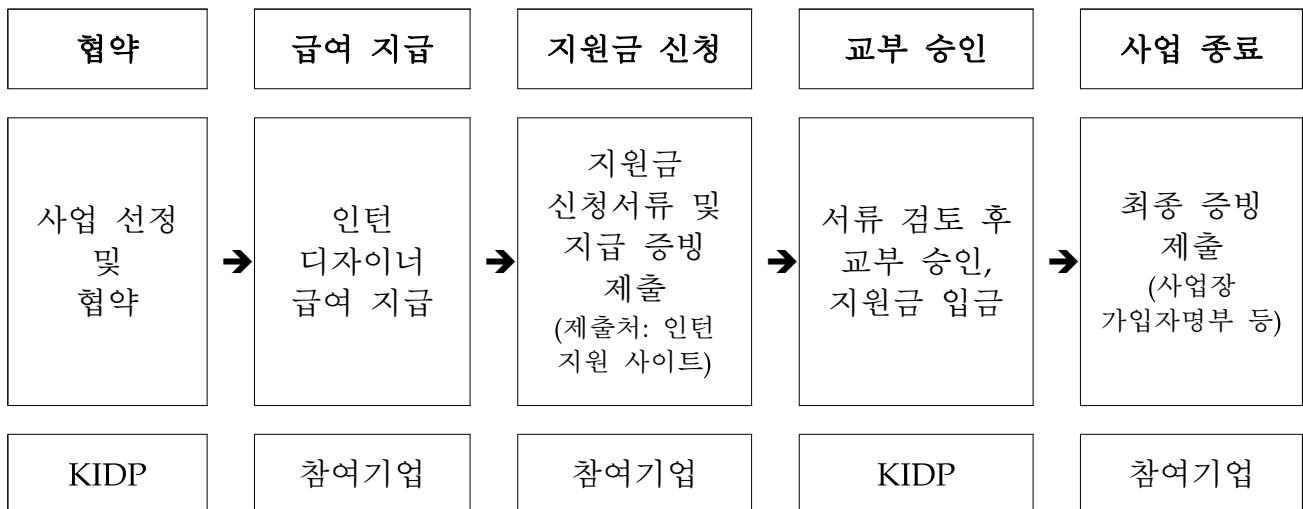 협약 급여 지급 지원금 신청 교부 승인 사업 종료
사업 선정
및
협약
➔
인턴
디자이너
급여 지급
➔
지원금
신청서류 및
지급 증빙
제출
(제출처: 인턴
지원 사이트)
➔
서류 검토 후
교부 승인,
지원금 입금
➔
최종 증빙
제출
(사업장
가입자명부 등)
KIDP 참여기업 참여기업 KIDP 참여기업